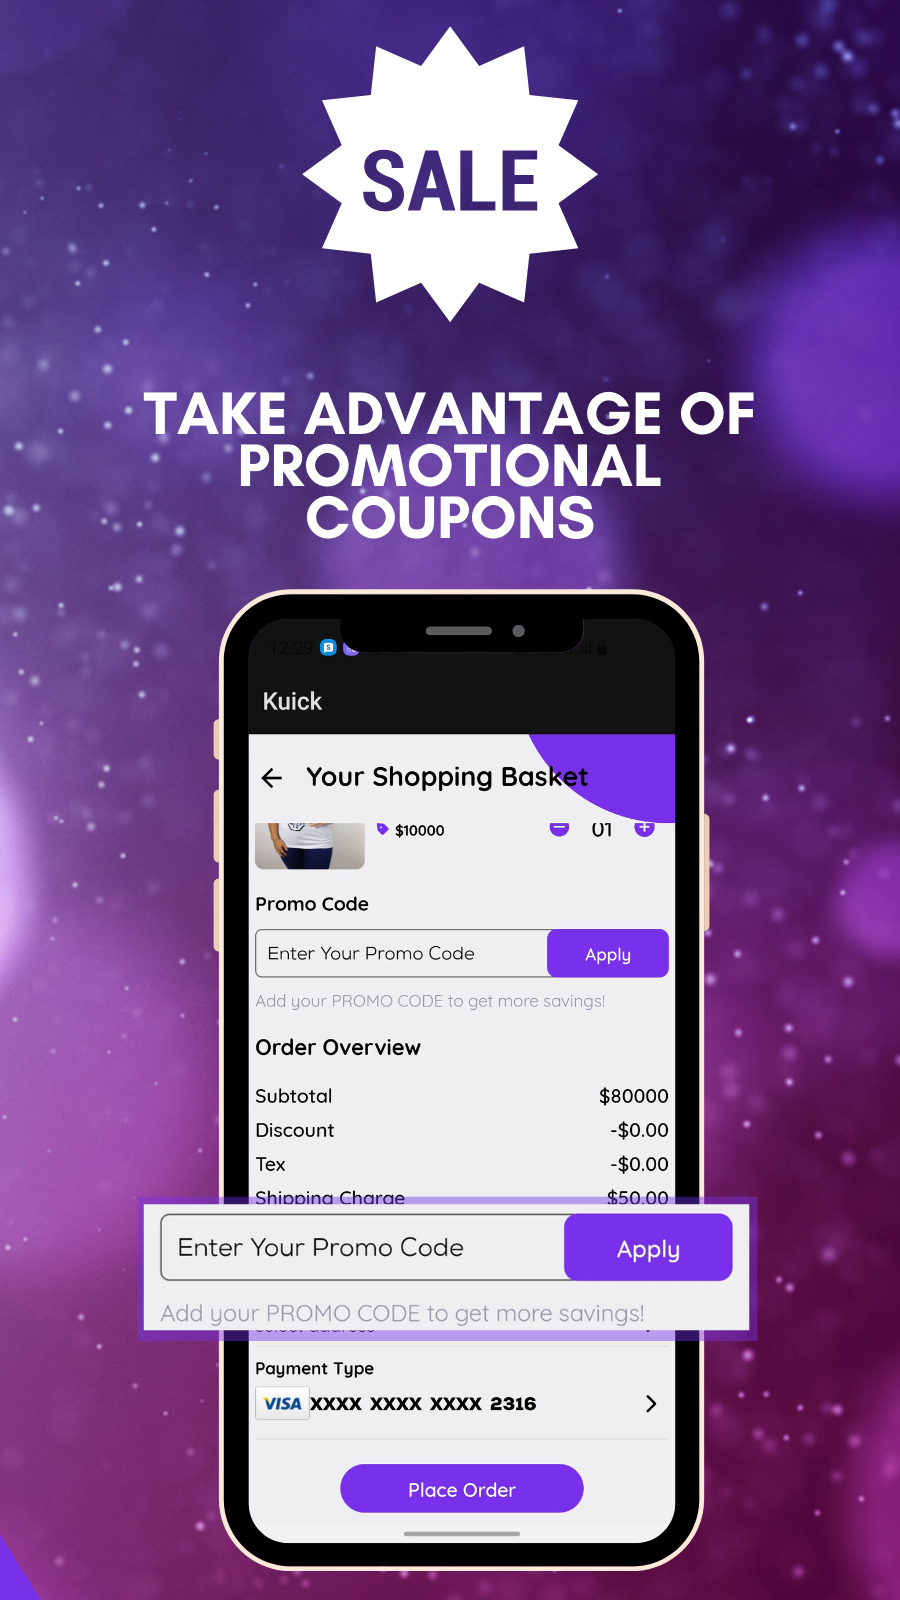 SALE
TAKE ADVANTAGE OF
PROMOTIONAL
COUPONS
12:29
Kuick
Your Shopping Basket
$10000
01
Promo Code
Enter Your Promo Code
Apply
Add your PROMO CODE to get more savings!
Order Overview
Subtotal $80000
Discount -$0.00
Tex -$0.00
Shipping Charge $50.00
Enter Your Promo Code
Apply
Add your PROMO CODE to get more savings!
Payment Type
VISA XXXX XXXX XXXX 2316
Place Order